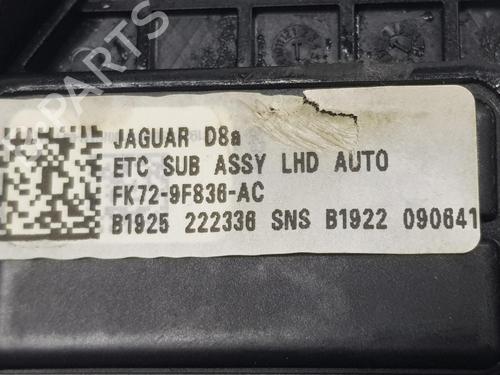 JAGUAR D8a
ETC SUB ASSY LHD AUTO
FK72-9F836-AC
B1925 222336 SNS B1922 090641